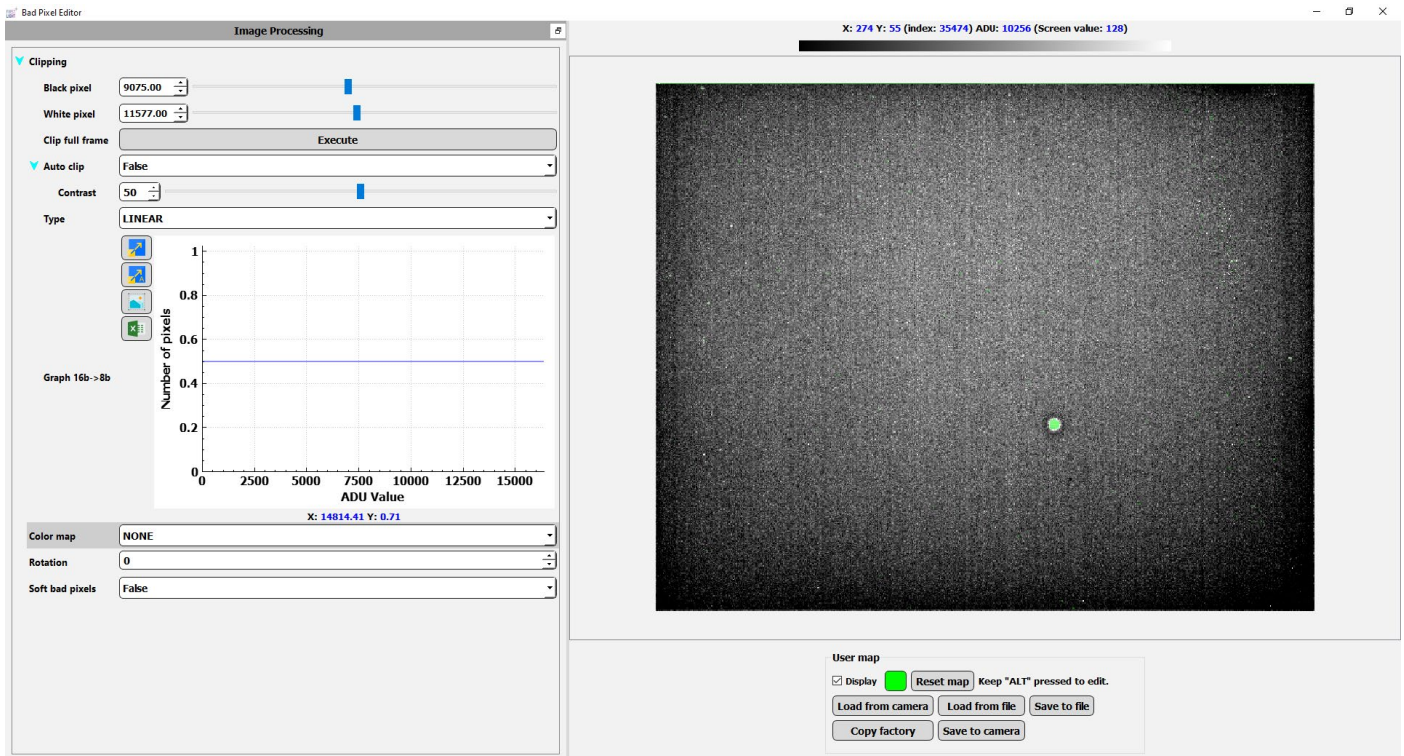 Bad Pixel Editor
Image Processing
Clipping
Black pixel 9075.00
White pixel 11577.00
Clip full frame Execute
Auto clip False
Contrast 50
Type LINEAR
Graph 16b->8b
Number of pixels
1
0.8
0.6
0.4
0.2
0
0 2500 5000 7500 10000 12500 15000
ADU Value
X: 14814.41 Y: 0.71
Color map NONE
Rotation 0
Soft bad pixels False
X: 274 Y: 55 (index: 35474) ADU: 10256 (Screen value: 128)
User map
Display Reset map Keep "ALT" pressed to edit.
Load from camera Load from file Save to file
Copy factory Save to camera